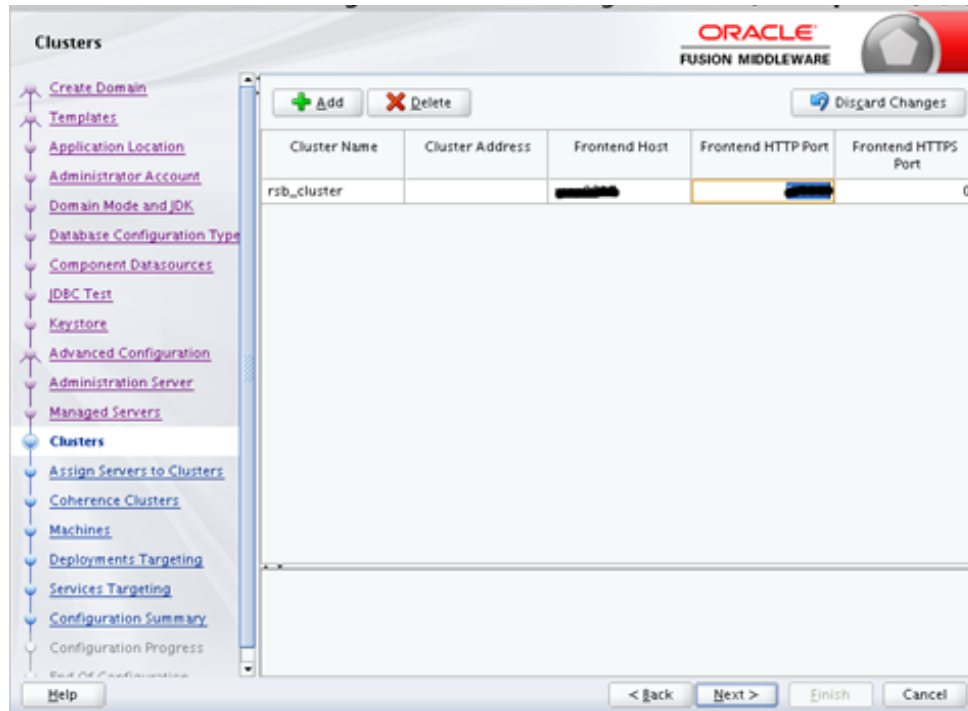 Clusters
ORACLE
FUSION MIDDLEWARE
Create Domain
Templates
Application Location
Administrator Account
Domain Mode and JDK
Database Configuration Type
Component Datasources
JDBC Test
Keystore
Advanced Configuration
Administration Server
Managed Servers
Clusters
Assign Servers to Clusters
Coherence Clusters
Machines
Deployments Targeting
Services Targeting
Configuration Summary
Configuration Progress
End Of Configuration
Add Delete Discard Changes
Cluster Name Cluster Address Frontend Host Frontend HTTP Port Frontend HTTPS
Port
rsb_cluster 0
Help < Back Next > Finish Cancel